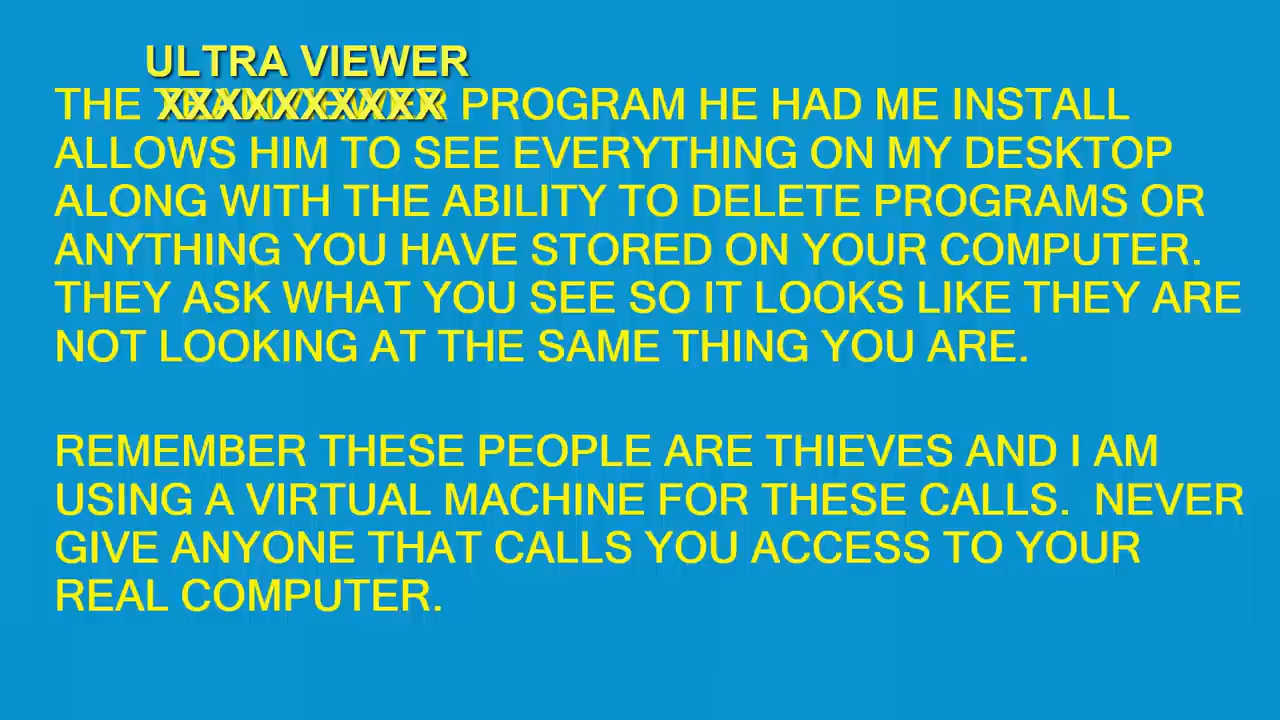 ULTRA VIEWER
THE TEAMVIEWER PROGRAM HE HAD ME INSTALL
ALLOWS HIM TO SEE EVERYTHING ON MY DESKTOP
ALONG WITH THE ABILITY TO DELETE PROGRAMS OR
ANYTHING YOU HAVE STORED ON YOUR COMPUTER.
THEY ASK WHAT YOU SEE SO IT LOOKS LIKE THEY ARE
NOT LOOKING AT THE SAME THING YOU ARE.
REMEMBER THESE PEOPLE ARE THIEVES AND I AM
USING A VIRTUAL MACHINE FOR THESE CALLS. NEVER
GIVE ANYONE THAT CALLS YOU ACCESS TO YOUR
REAL COMPUTER.